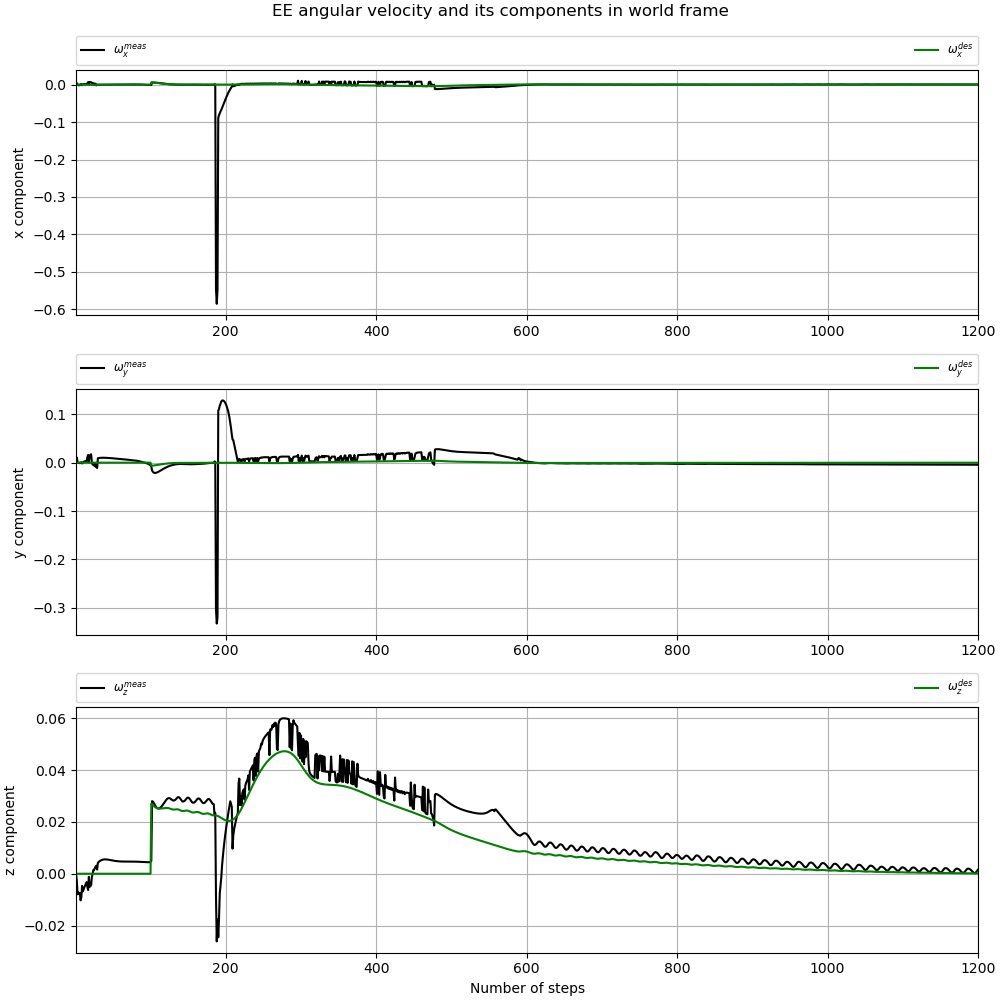 EE angular velocity and its components in world frame
ω_x^meas ω_x^des
0.0
−0.1
−0.2
−0.3
−0.4
−0.5
−0.6
x component
200 400 600 800 1000 1200
ω_y^meas ω_y^des
0.1
0.0
−0.1
−0.2
−0.3
y component
200 400 600 800 1000 1200
ω_z^meas ω_z^des
0.06
0.04
0.02
0.00
−0.02
z component
200 400 600 800 1000 1200
Number of steps